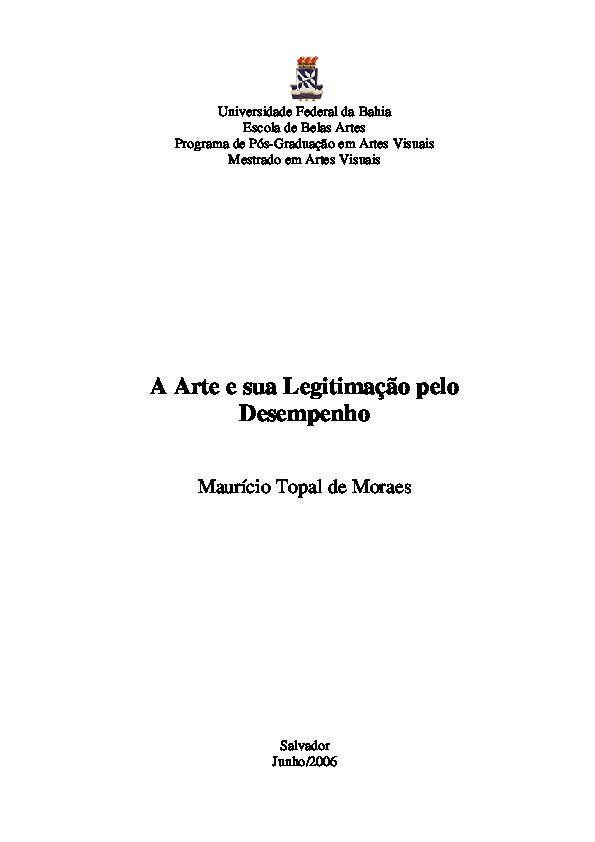 Universidade Federal da Bahia
Escola de Belas Artes
Programa de Pós-Graduação em Artes Visuais
Mestrado em Artes Visuais
A Arte e sua Legitimação pelo
Desempenho
Maurício Topal de Moraes
Salvador
Junho/2006